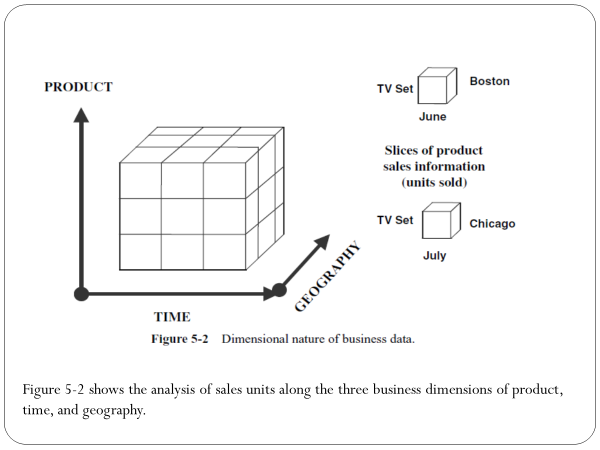 PRODUCT
TV Set
Boston
June
Slices of product
sales information
(units sold)
TV Set
Chicago
July
GEOGRAPHY
TIME
Figure 5-2 Dimensional nature of business data.
Figure 5-2 shows the analysis of sales units along the three business dimensions of product,
time, and geography.